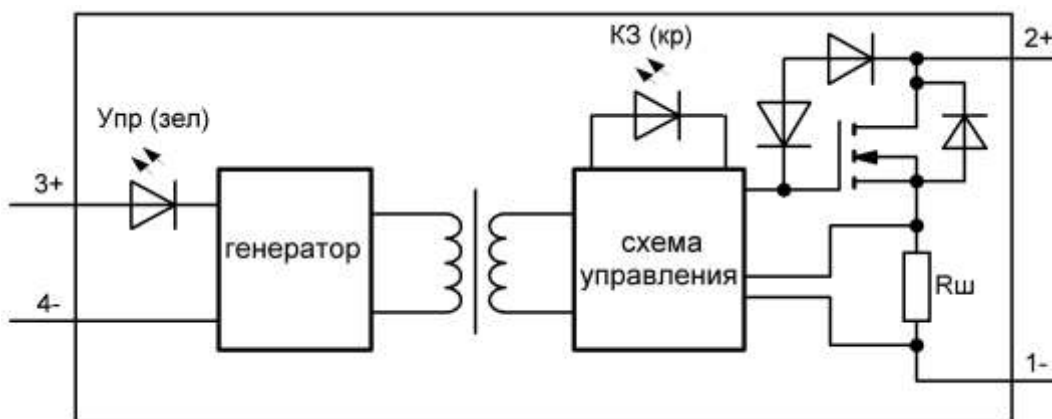 КЗ (кр)
2+
Упр (зел)
3+
генератор
схема
управления
Rш
4-
1-